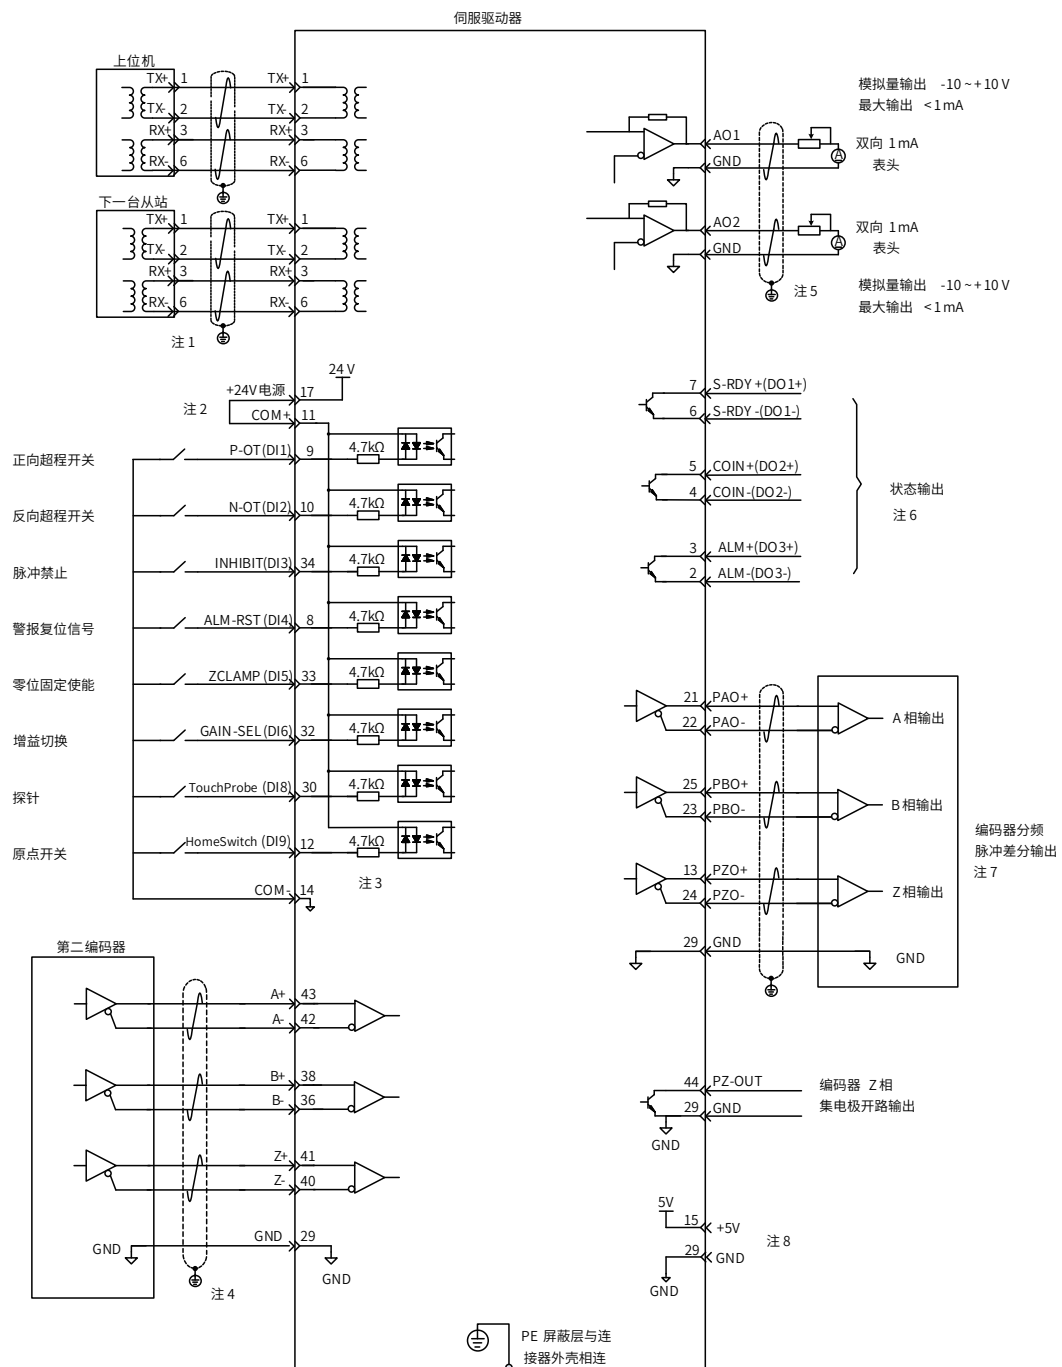 伺服驱动器
上位机
TX+ 1 TX+ 1
TX- 2 TX- 2
RX+ 3 RX+ 3
RX- 6 RX- 6
下一台从站
TX+ 1 TX+ 1
TX- 2 TX- 2
RX+ 3 RX+ 3
RX- 6 RX- 6
注 1
模拟量输出 -10 ~ +10 V
最大输出 <1mA
AO1
GND
A
双向 1mA
表头
AO2
GND
A
双向 1mA
表头
注 5
模拟量输出 -10 ~ +10 V
最大输出 <1mA
24 V
+24V电源 17
注 2
COM+ 11
正向超程开关 P-OT(DI1) 9 4.7kΩ
反向超程开关 N-OT(DI2) 10 4.7kΩ
脉冲禁止 INHIBIT(DI3) 34 4.7kΩ
警报复位信号 ALM-RST(DI4) 8 4.7kΩ
零位固定使能 ZCLAMP(DI5) 33 4.7kΩ
增益切换 GAIN-SEL(DI6) 32 4.7kΩ
探针 TouchProbe (DI8) 30 4.7kΩ
原点开关 HomeSwitch (DI9) 12 4.7kΩ
注 3
COM- 14
7 S-RDY +(DO1+)
6 S-RDY -(DO1-)
5 COIN+(DO2+)
4 COIN-(DO2-)
状态输出
注 6
3 ALM+(DO3+)
2 ALM-(DO3-)
21 PAO+
22 PAO-
A相输出
25 PBO+
23 PBO-
B相输出
编码器分频
脉冲差分输出
注 7
13 PZO+
24 PZO-
Z相输出
29 GND
GND
第二编码器
A+ 43
A- 42
B+ 38
B- 36
Z+ 41
Z- 40
GND 29
GND
GND
注 4
44 PZ-OUT
29 GND
GND
编码器 Z相
集电极开路输出
5V
15 +5V
注 8
29 GND
GND
PE 屏蔽层与连
接器外壳相连